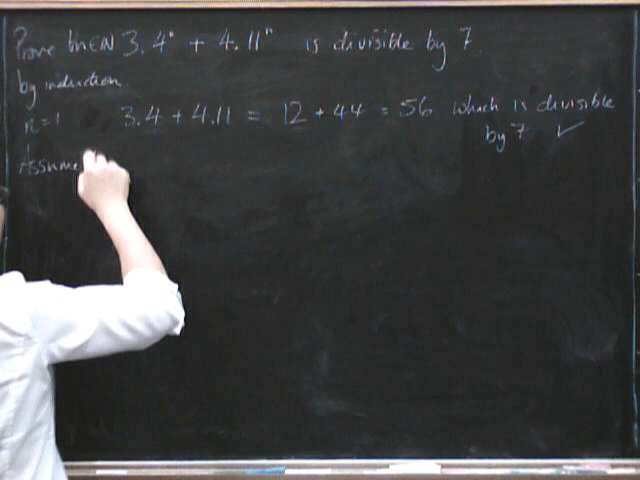 Prove ∀n∈N 3.4ⁿ + 4.11ⁿ is divisible by 7.
by induction
n=1 3.4 + 4.11 = 12 + 44 = 56 which is divisible
by 7 ✓
Assume